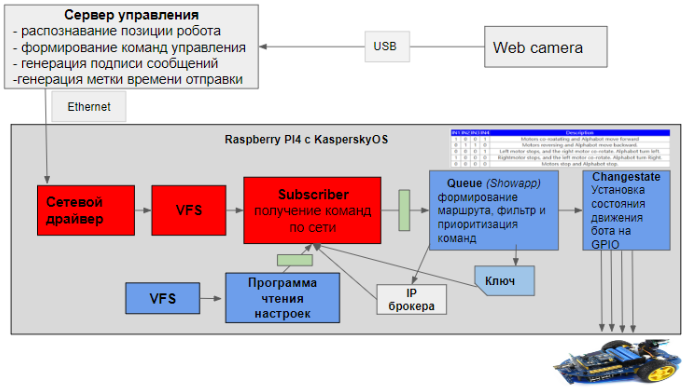 Сервер управления
- распознавание позиции робота
- формирование команд управления
- генерация подписи сообщений
-генерация метки времени отправки
USB
Web camera
Ethernet
Raspberry PI4 с KasperskyOS
IN1 IN2 IN3 IN4 Description
1 0 0 1 Motors co-rotating and Alphabot move forward
0 1 1 0 Motors reversing and Alphabot move backward.
0 0 0 1 Left motor stops, and the right motor co-rotate. Alphabot turn left.
1 0 0 0 Rightmotor stops, and the left motor co-rotate. Alphabot turn Right.
0 0 0 0 Motors stop and Alphabot stop.
Сетевой
драйвер
VFS
Subscriber
получение команд
по сети
Queue (Showapp)
формирование
маршрута, фильтр и
приоритизация
команд
Changestate
Установка
состояния
движения
бота на
GPIO
VFS
Программа
чтения
настроек
IP
брокера
Ключ